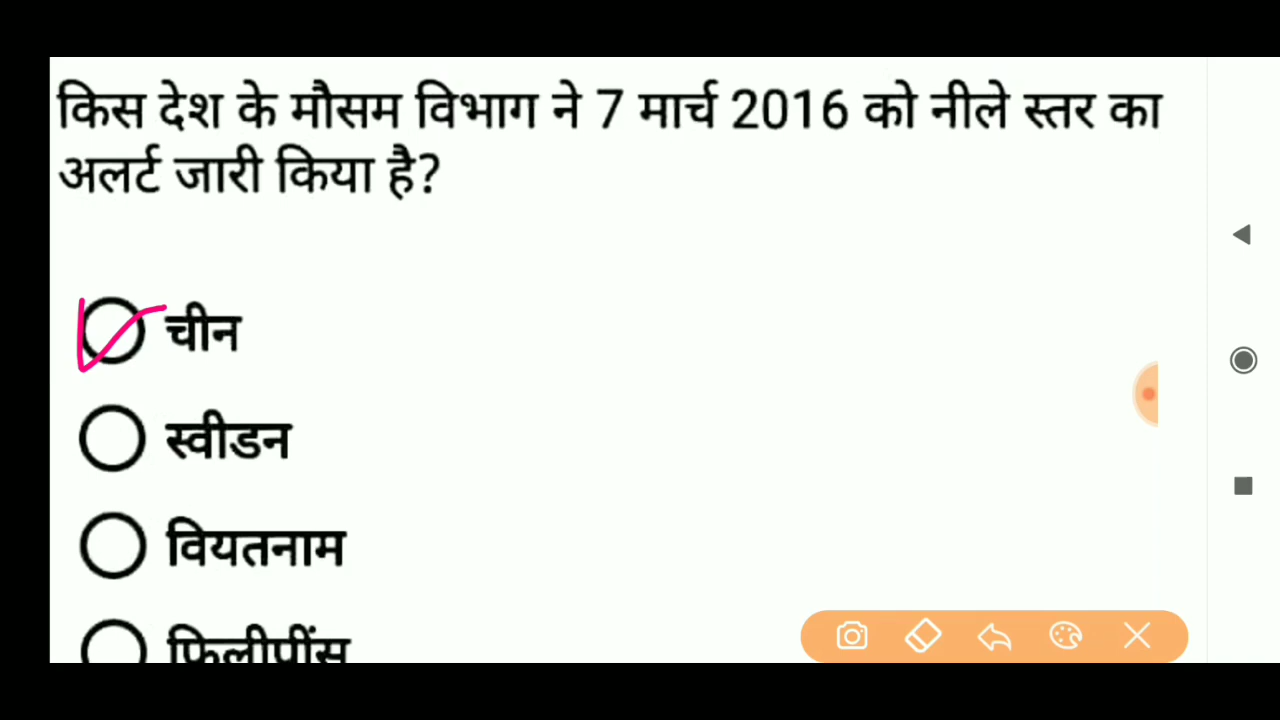 किस देश के मौसम विभाग ने 7 मार्च 2016 को नीले स्तर का
अलर्ट जारी किया है?
चीन
स्वीडन
वियतनाम
फिलीपींस